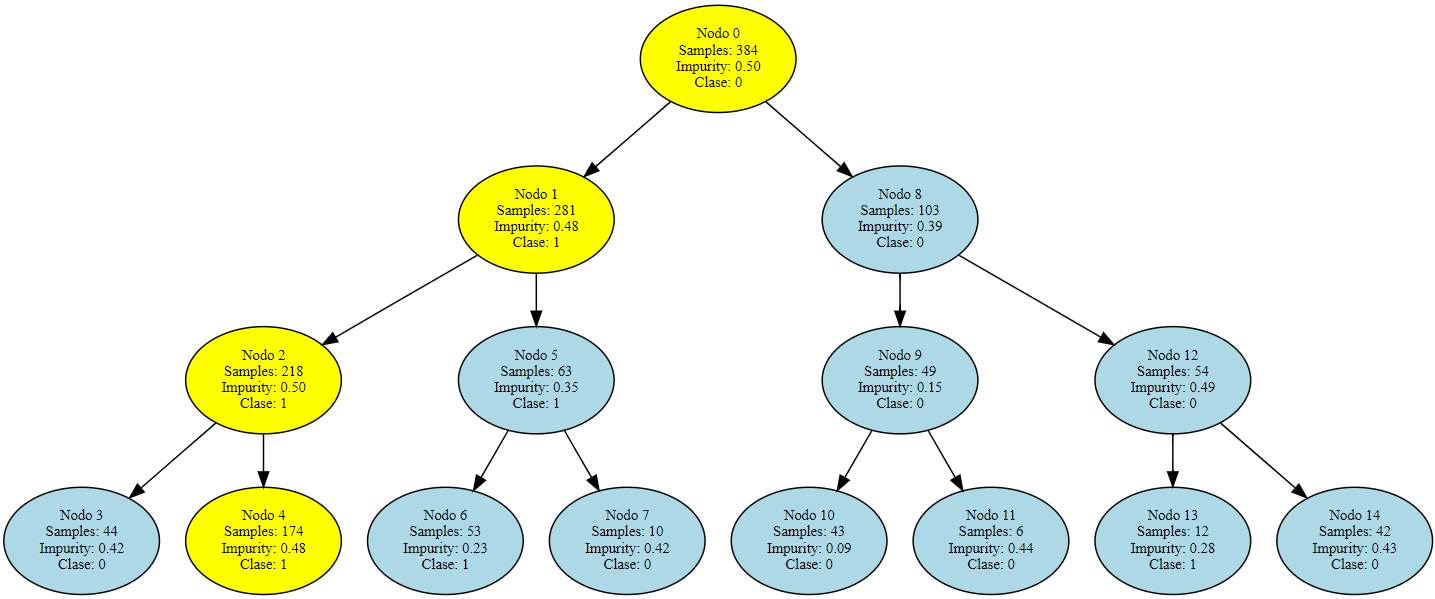 Nodo 0
Samples: 384
Impurity: 0.50
Clase: 0
Nodo 1
Samples: 281
Impurity: 0.48
Clase: 1
Nodo 8
Samples: 103
Impurity: 0.39
Clase: 0
Nodo 2
Samples: 218
Impurity: 0.50
Clase: 1
Nodo 5
Samples: 63
Impurity: 0.35
Clase: 1
Nodo 9
Samples: 49
Impurity: 0.15
Clase: 0
Nodo 12
Samples: 54
Impurity: 0.49
Clase: 0
Nodo 3
Samples: 44
Impurity: 0.42
Clase: 0
Nodo 4
Samples: 174
Impurity: 0.48
Clase: 1
Nodo 6
Samples: 53
Impurity: 0.23
Clase: 1
Nodo 7
Samples: 10
Impurity: 0.42
Clase: 0
Nodo 10
Samples: 43
Impurity: 0.09
Clase: 0
Nodo 11
Samples: 6
Impurity: 0.44
Clase: 0
Nodo 13
Samples: 12
Impurity: 0.28
Clase: 1
Nodo 14
Samples: 42
Impurity: 0.43
Clase: 0